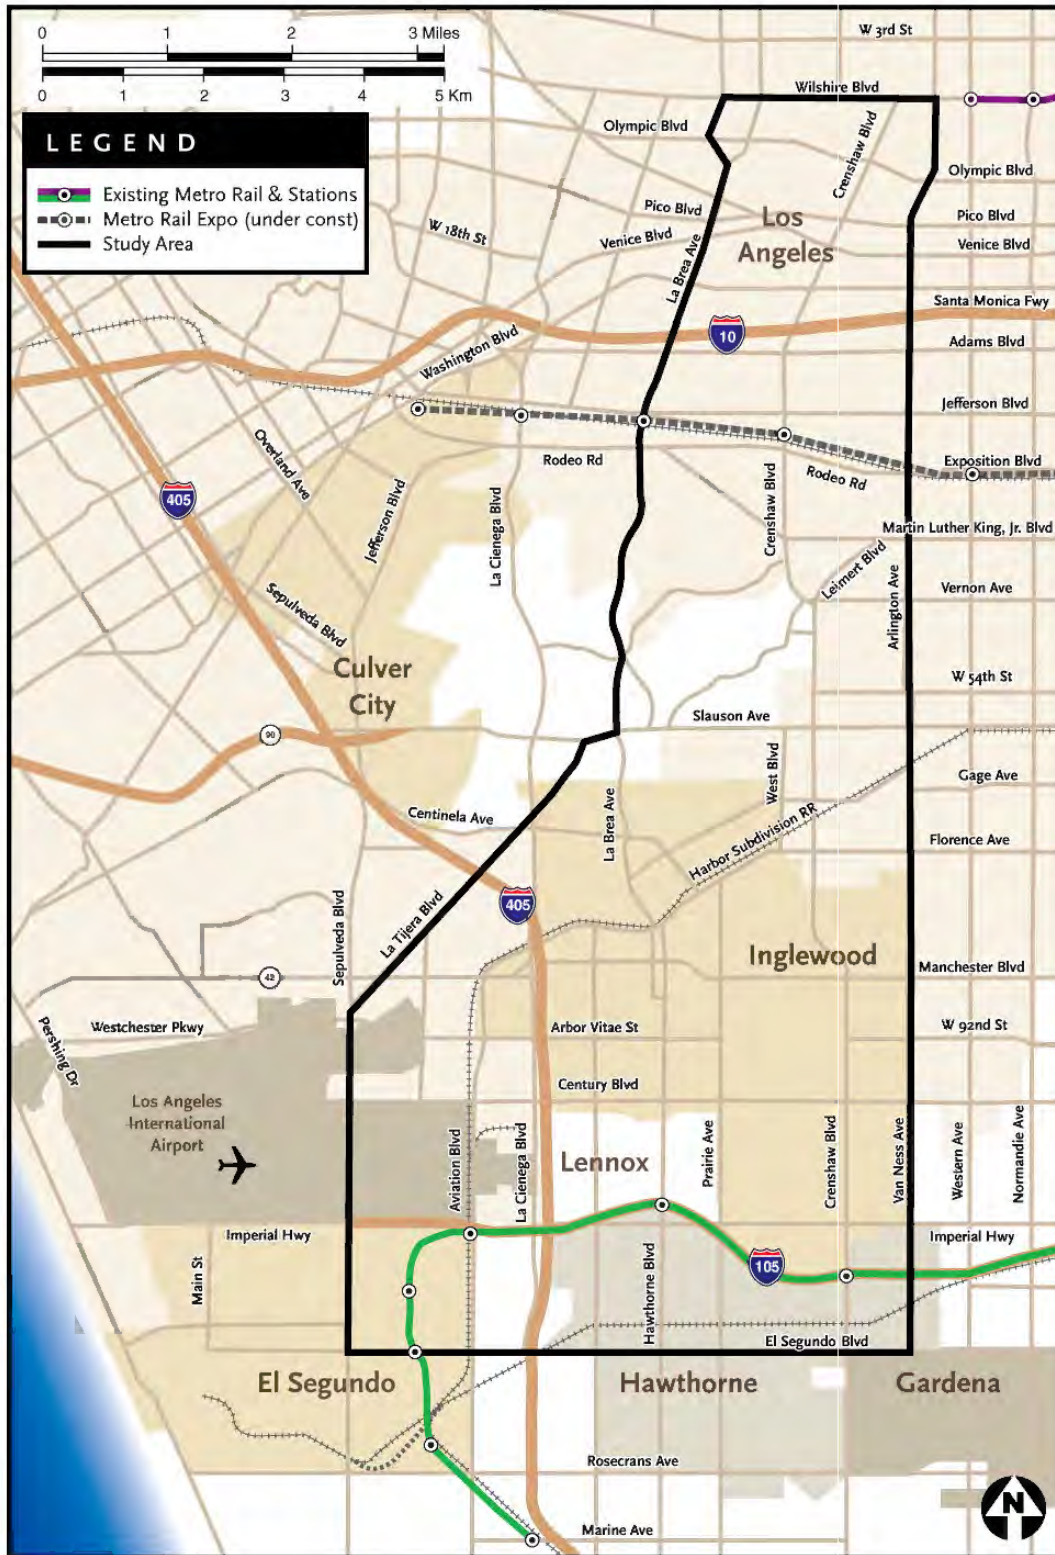 0 1 2 3 Miles
0 1 2 3 4 5 Km
LEGEND
Existing Metro Rail & Stations
Metro Rail Expo (under const)
Study Area
W 3rd St
Wilshire Blvd
Olympic Blvd
Crenshaw Blvd
Olympic Blvd
Pico Blvd
Los
Angeles
Pico Blvd
W 18th St
Venice Blvd
Venice Blvd
La Brea Ave
Santa Monica Fwy
10
Washington Blvd
Adams Blvd
Jefferson Blvd
Overland Ave
Rodeo Rd
Exposition Blvd
Rodeo Rd
405
Jefferson Blvd
La Cienega Blvd
Crenshaw Blvd
Martin Luther King, Jr. Blvd
Leimert Blvd
Vernon Ave
Arlington Ave
Sepulveda Blvd
Culver
City
W 54th St
Slauson Ave
90
West Blvd
Gage Ave
Centinela Ave
La Brea Ave
Harbor Subdivision RR
Florence Ave
405
La Tijera Blvd
Sepulveda Blvd
Inglewood
Manchester Blvd
42
Westchester Pkwy
Pershing Dr
Arbor Vitae St
W 92nd St
Century Blvd
Los Angeles
International
Airport
Aviation Blvd
La Cienega Blvd
Lennox
Prairie Ave
Crenshaw Blvd
Van Ness Ave
Western Ave
Normandie Ave
Imperial Hwy
Imperial Hwy
Main St
105
Hawthorne Blvd
El Segundo Blvd
El Segundo
Hawthorne
Gardena
Rosecrans Ave
Marine Ave
N